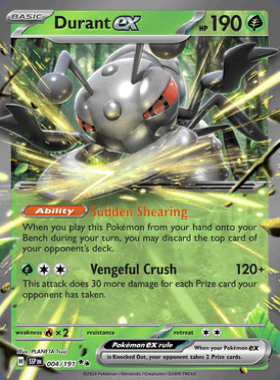 BASIC
Durant ex HP 190
Ability Sudden Shearing
When you play this Pokémon from your hand onto your
Bench during your turn, you may discard the top card
of your opponent's deck.
Vengeful Crush 120+
This attack does 30 more damage for each Prize card your
opponent has taken.
weakness ×2 resistance retreat
Illus. PLANETA Tsuji
H SSP EN 004/191
Pokémon ex rule When your Pokémon ex
is Knocked Out, your opponent takes 2 Prize cards.
©2024 Pokémon / Nintendo / Creatures / GAME FREAK